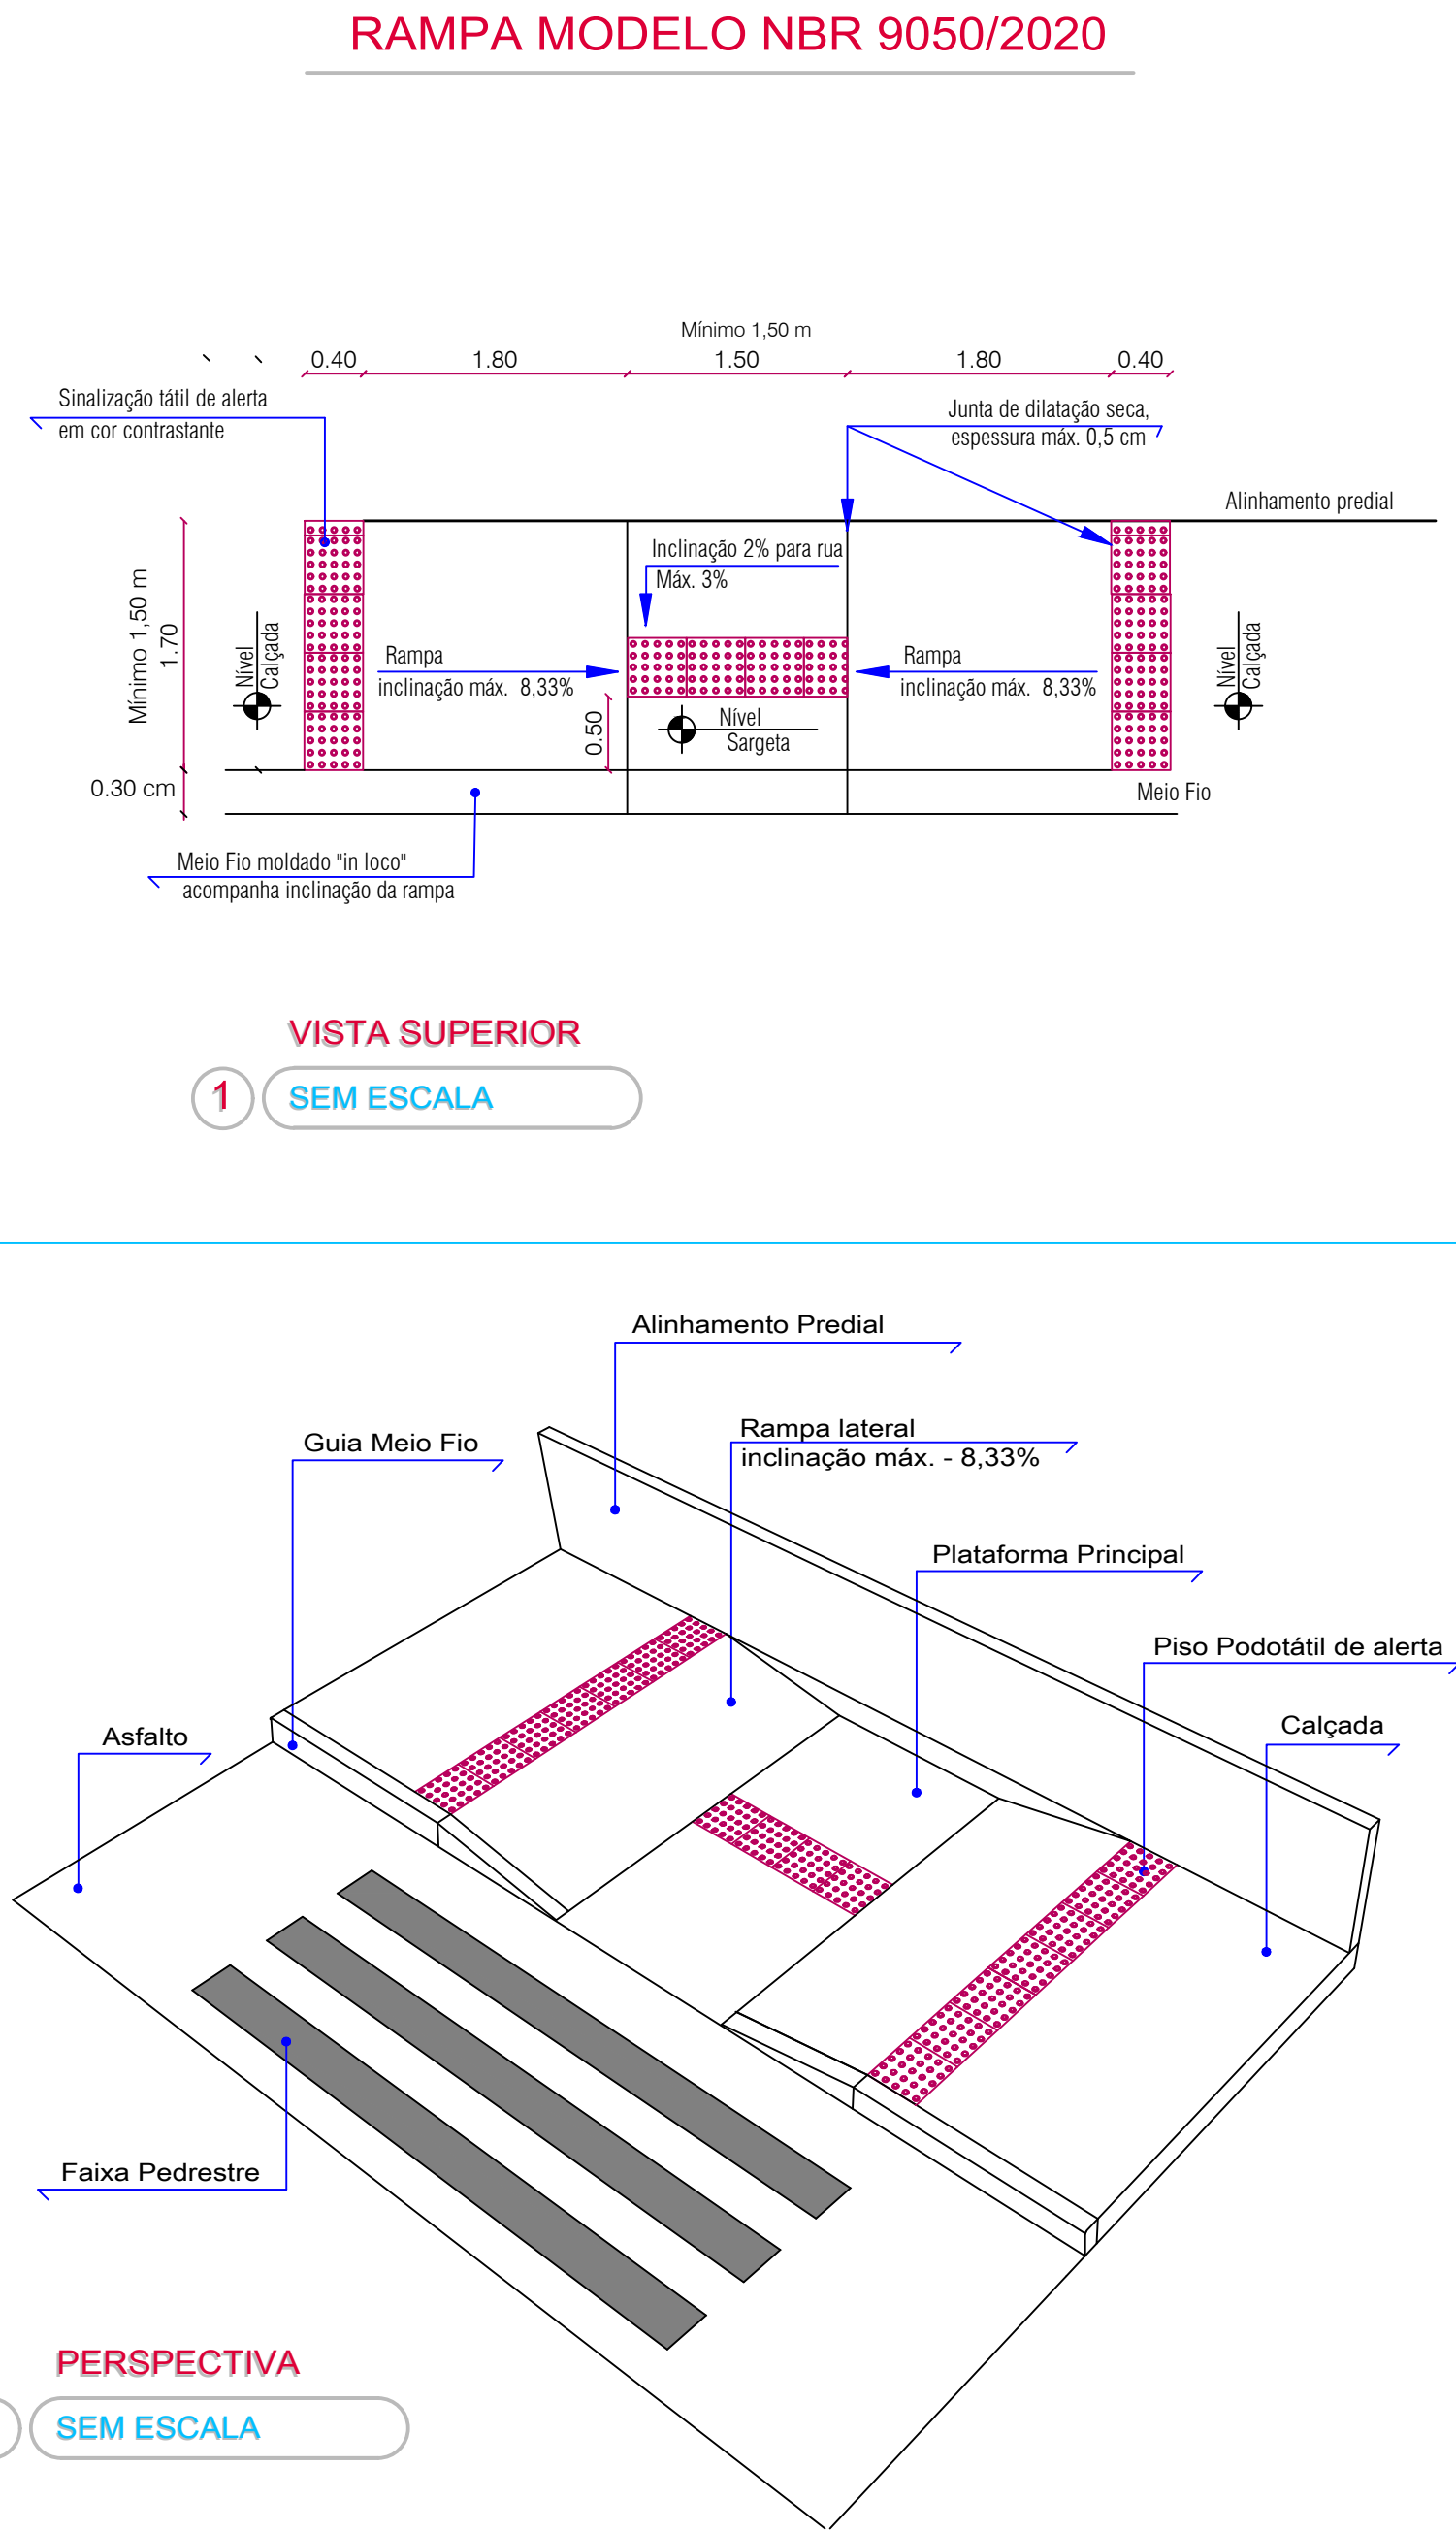 RAMPA MODELO NBR 9050/2020
Mínimo 1,50 m
0.40
1.80
1.50
1.80
0.40
Sinalização tátil de alerta
em cor contrastante
Junta de dilatação seca,
espessura máx. 0,5 cm
Alinhamento predial
Inclinação 2% para rua
Máx. 3%
Mínimo 1,50 m
1.70
Nível
Calçada
Rampa
inclinação máx. 8,33%
Rampa
inclinação máx. 8,33%
Nível
Calçada
0.50
Nível
Sargeta
0.30 cm
Meio Fio
Meio Fio moldado "in loco"
acompanha inclinação da rampa
VISTA SUPERIOR
1
SEM ESCALA
Alinhamento Predial
Rampa lateral
inclinação máx. - 8,33%
Guia Meio Fio
Plataforma Principal
Piso Podotátil de alerta
Calçada
Asfalto
Faixa Pedrestre
PERSPECTIVA
SEM ESCALA